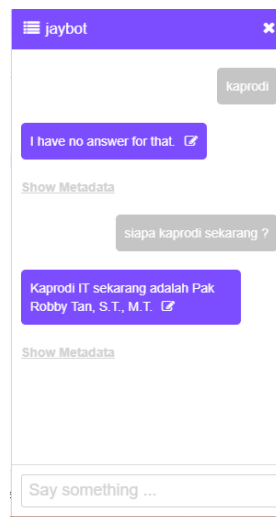 jaybot
kaprodi
I have no answer for that.
Show Metadata
siapa kaprodi sekarang ?
Kaprodi IT sekarang adalah Pak
Robby Tan, S.T., M.T.
Show Metadata
Say something ...